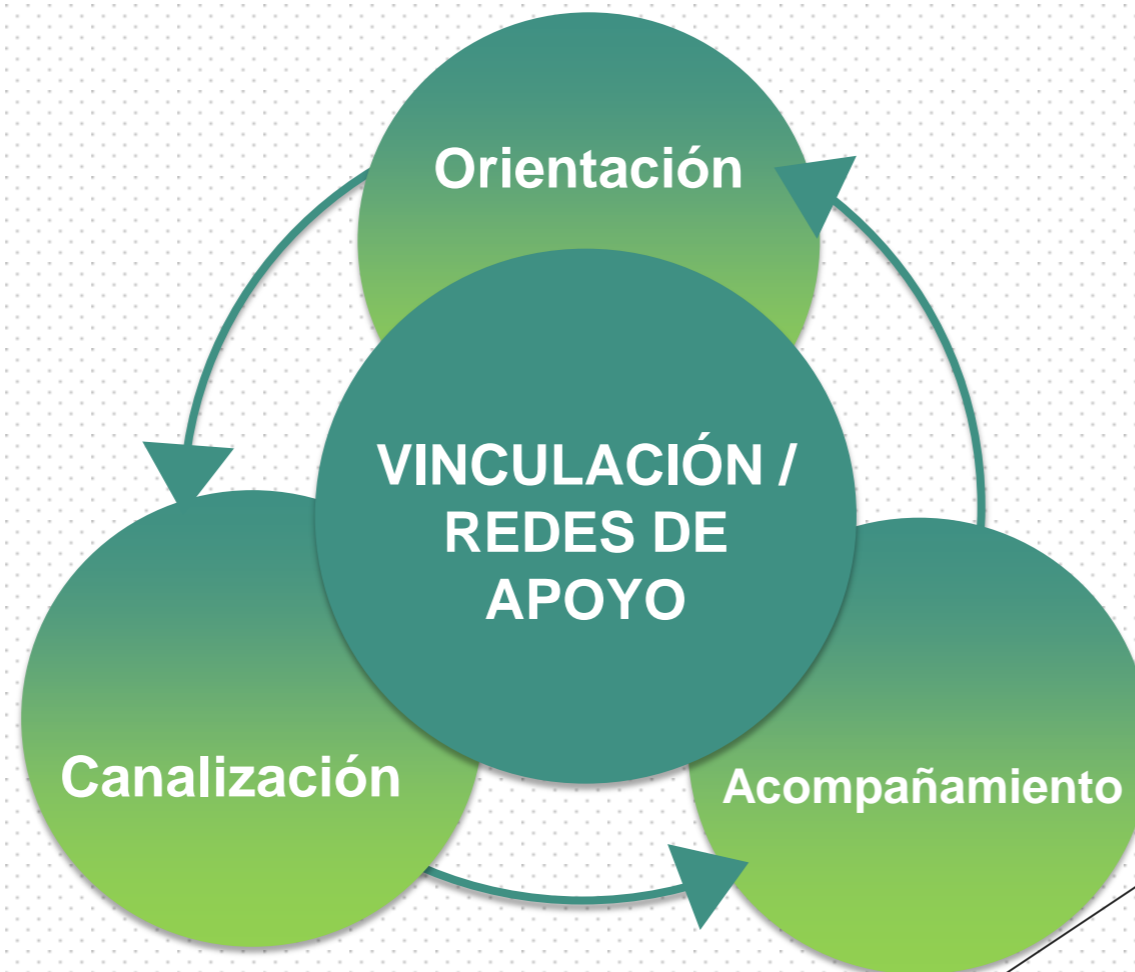 Orientación
VINCULACIÓN /
REDES DE
APOYO
Canalización
Acompañamiento